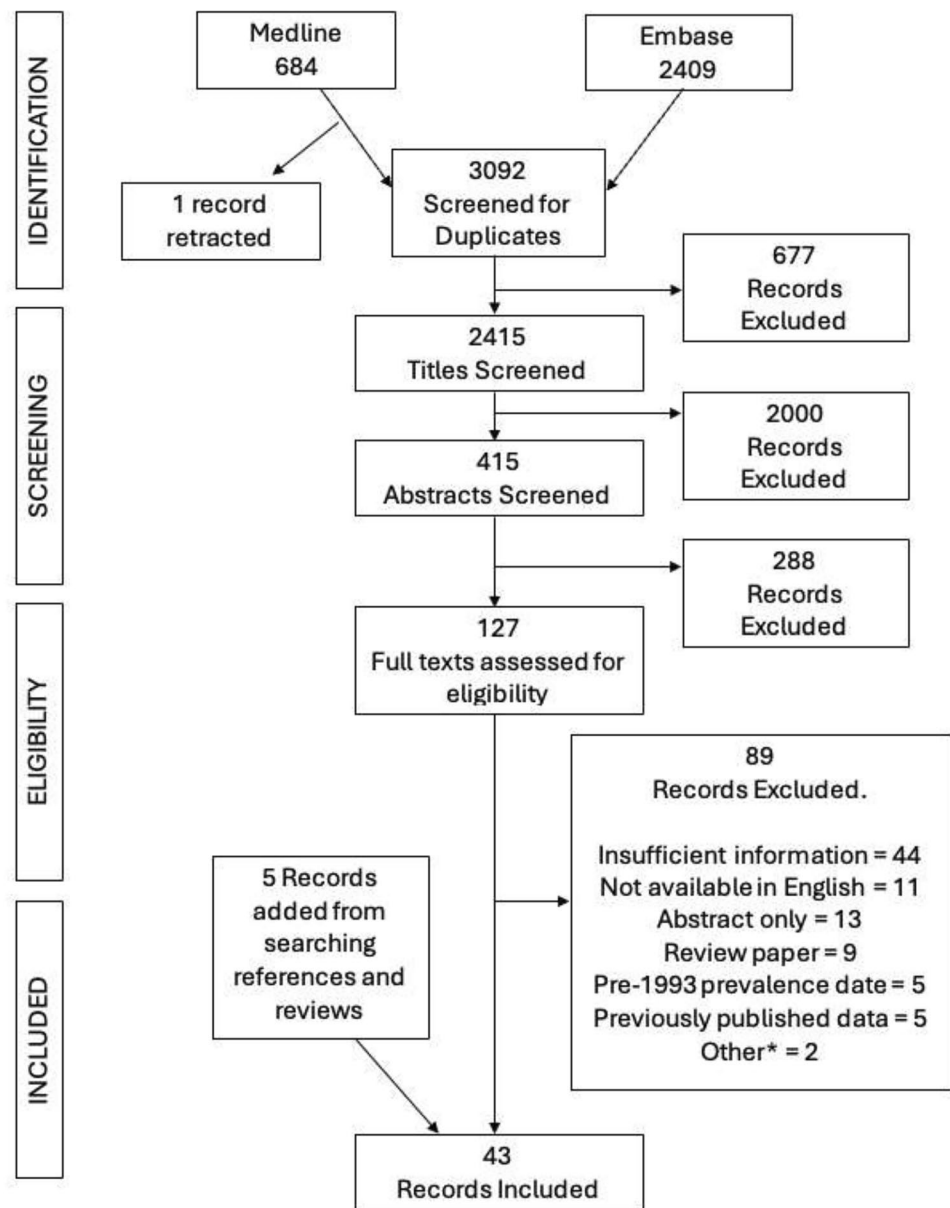 IDENTIFICATION
Medline
684
Embase
2409
1 record
retracted
3092
Screened for
Duplicates
677
Records
Excluded
SCREENING
2415
Titles Screened
2000
Records
Excluded
415
Abstracts Screened
288
Records
Excluded
ELIGIBILITY
127
Full texts assessed for
eligibility
89
Records Excluded.
Insufficient information = 44
Not available in English = 11
Abstract only = 13
Review paper = 9
Pre-1993 prevalence date = 5
Previously published data = 5
Other* = 2
INCLUDED
5 Records
added from
searching
references and
reviews
43
Records Included